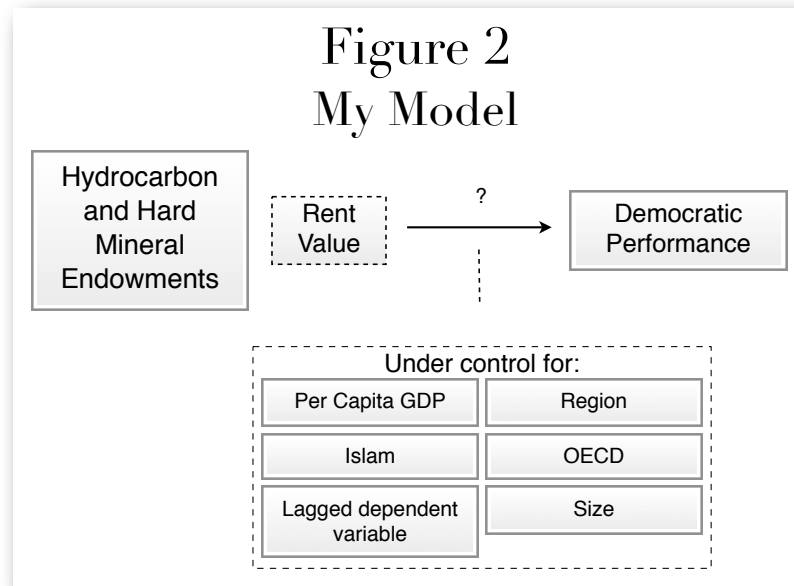 Figure 2
My Model
Hydrocarbon
and Hard
Mineral
Endowments
Rent
Value
?
Democratic
Performance
Under control for:
Per Capita GDP
Region
Islam
OECD
Lagged dependent
variable
Size